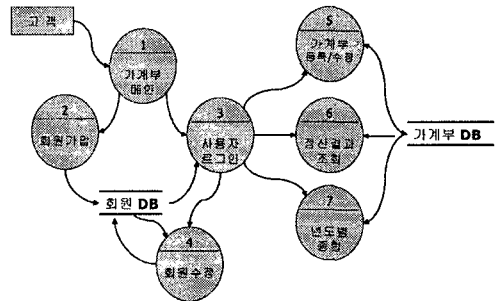 고 객
1
가계부
메인
2
회원가입
3
사용자
로그인
회원 DB
4
회원수정
5
가계부
등록/수정
6
정산결과
조회
7
년도별
통합
가계부 DB